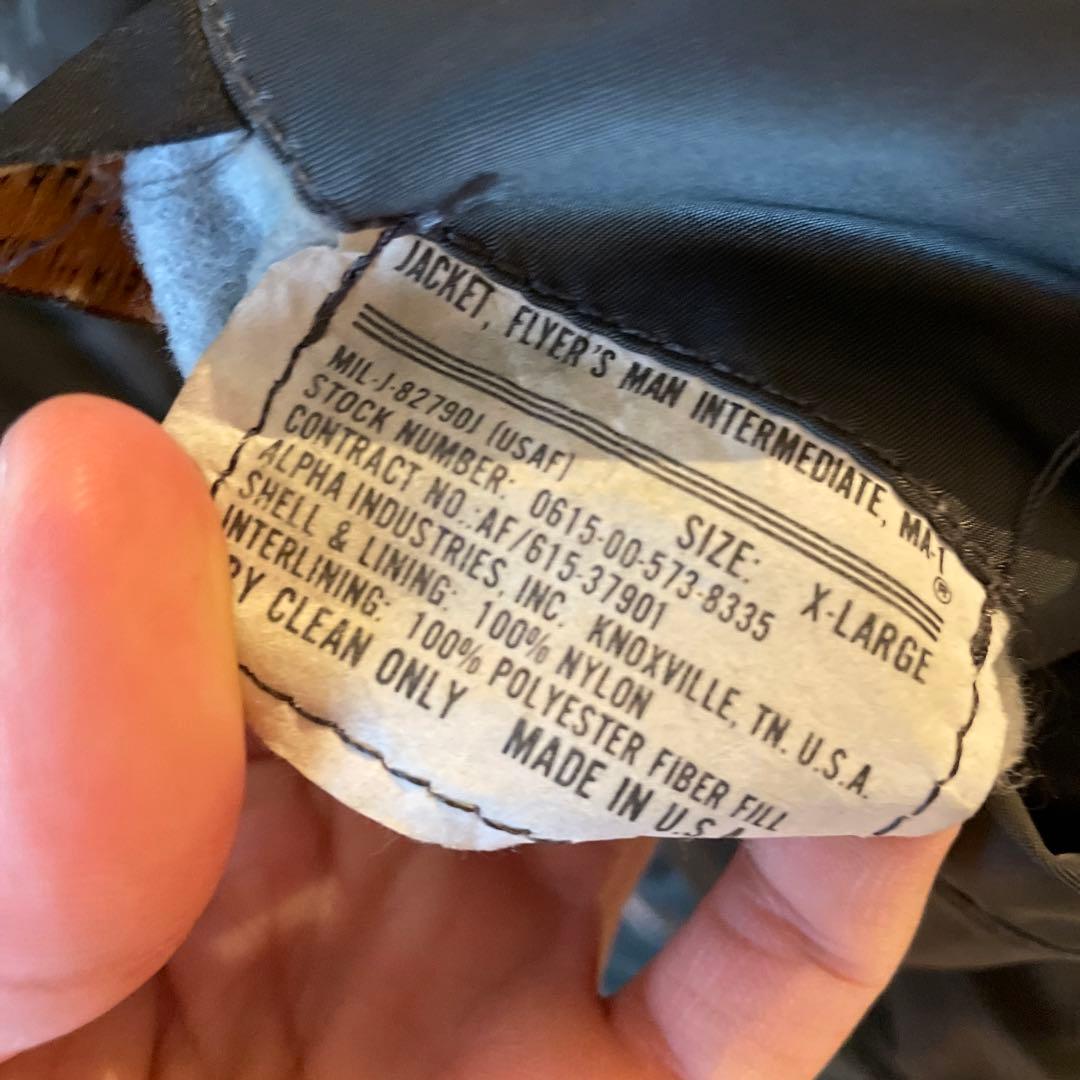 JACKET, FLYER'S MAN INTERMEDIATE, MA-1 ®
SIZE: X-LARGE
MIL-J-8279DJ (USAF)
STOCK NUMBER: 0615-00-573-8335
CONTRACT NO.: AF/615-37901
ALPHA INDUSTRIES, INC. KNOXVILLE, TN. U.S.A.
SHELL & LINING: 100% NYLON
INTERLINING: 100% POLYESTER FIBER FILL
RY CLEAN ONLY
MADE IN U.S.A